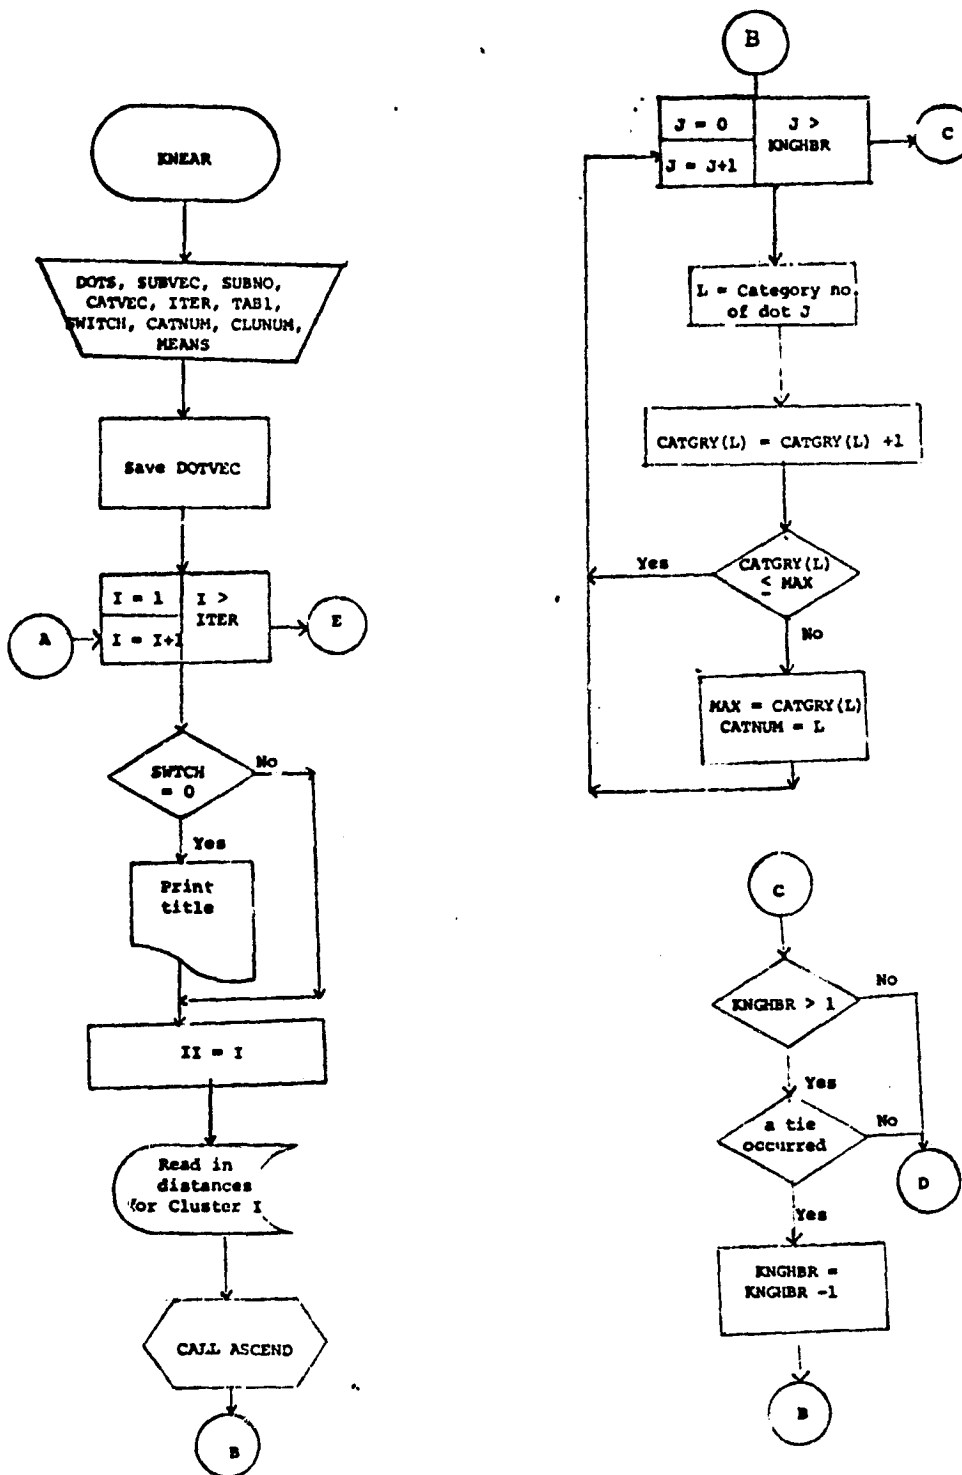 KNEAR
DOTS, SUBVEC, SUBNO,
CATVEC, ITER, TAB1,
SWITCH, CATNUM, CLUNUM,
MEANS
Save DOTVEC
I = 1
I = I+1
I >
ITER
A
E
SWTCH
= 0
No
Yes
Print
title
II = I
Read in
distances
for Cluster I
CALL ASCEND
B
B
J = 0
J = J+1
J >
KNGHBR
C
L = Category no.
of dot J
CATGRY(L) = CATGRY(L) +1
CATGRY(L)
≤ MAX
Yes
No
MAX = CATGRY(L)
CATNUM = L
C
KNGHBR > 1
No
Yes
a tie
occurred
No
D
Yes
KNGHBR =
KNGHBR -1
B